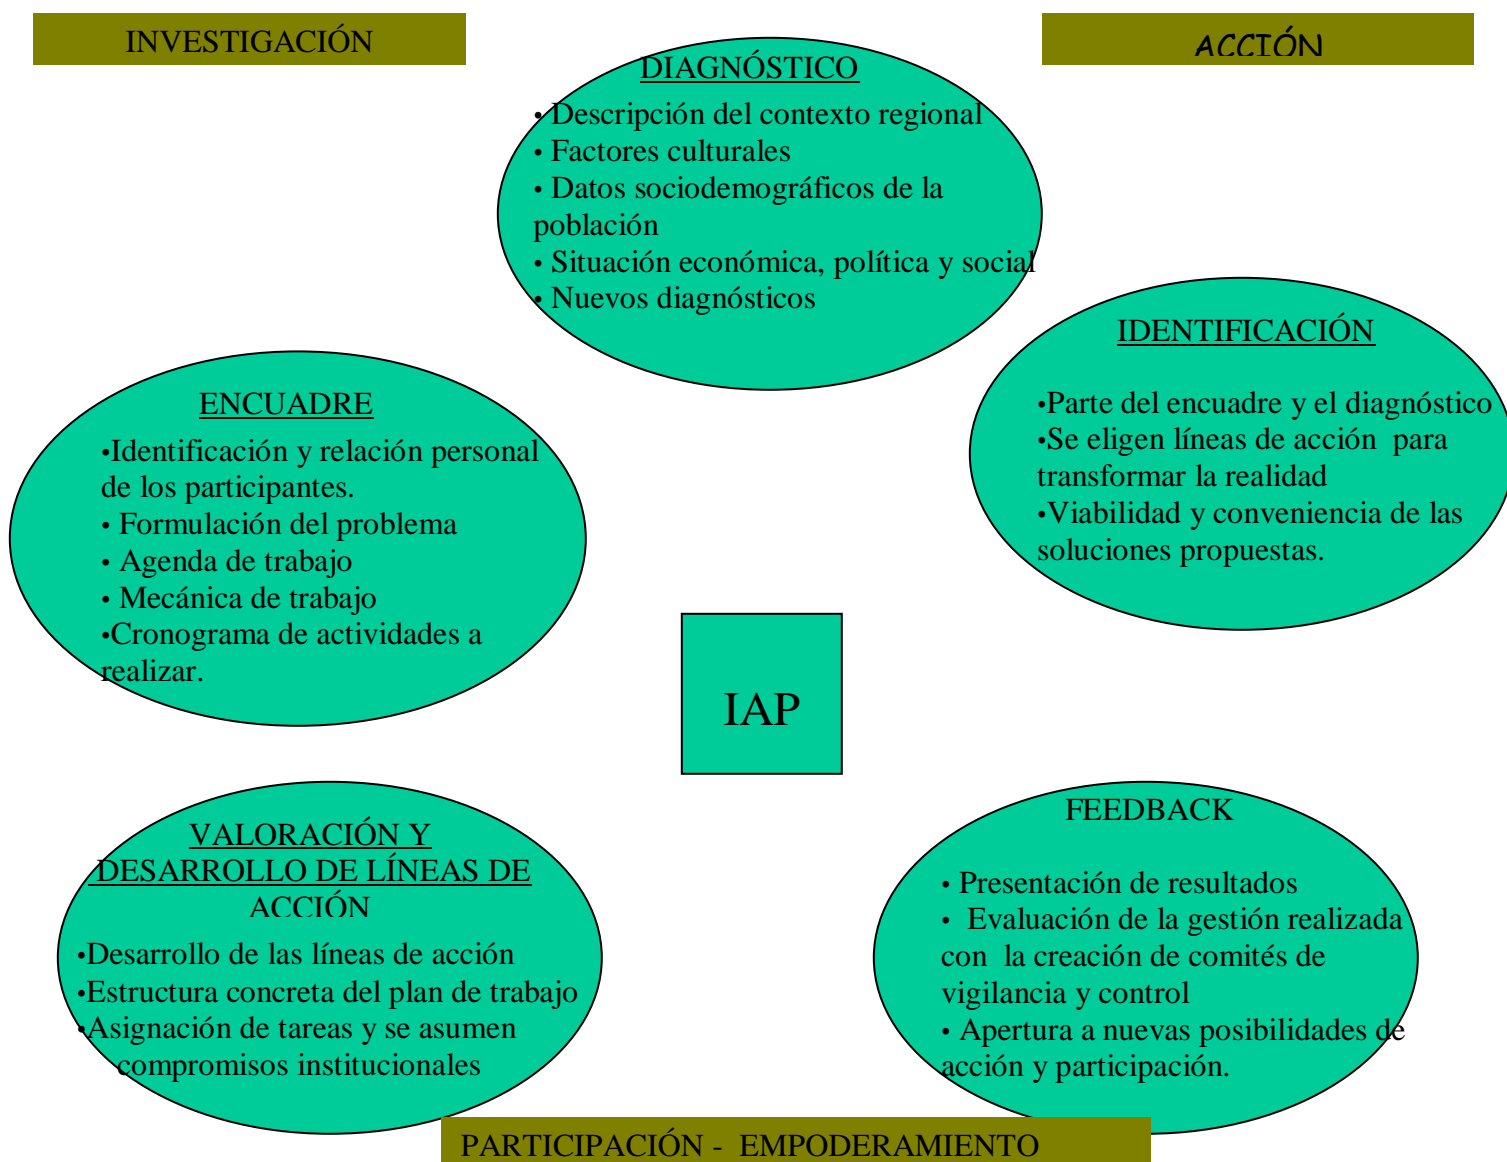 INVESTIGACIÓN
ACCIÓN
DIAGNÓSTICO
• Descripción del contexto regional
• Factores culturales
• Datos sociodemográficos de la
población
• Situación económica, política y social
• Nuevos diagnósticos
IDENTIFICACIÓN
•Parte del encuadre y el diagnóstico
•Se eligen líneas de acción para
transformar la realidad
•Viabilidad y conveniencia de las
soluciones propuestas.
ENCUADRE
•Identificación y relación personal
de los participantes.
• Formulación del problema
• Agenda de trabajo
• Mecánica de trabajo
•Cronograma de actividades a
realizar.
IAP
VALORACIÓN Y
DESARROLLO DE LÍNEAS DE
ACCIÓN
•Desarrollo de las líneas de acción
•Estructura concreta del plan de trabajo
•Asignación de tareas y se asumen
compromisos institucionales
FEEDBACK
• Presentación de resultados
• Evaluación de la gestión realizada
con la creación de comités de
vigilancia y control
• Apertura a nuevas posibilidades de
acción y participación.
PARTICIPACIÓN - EMPODERAMIENTO